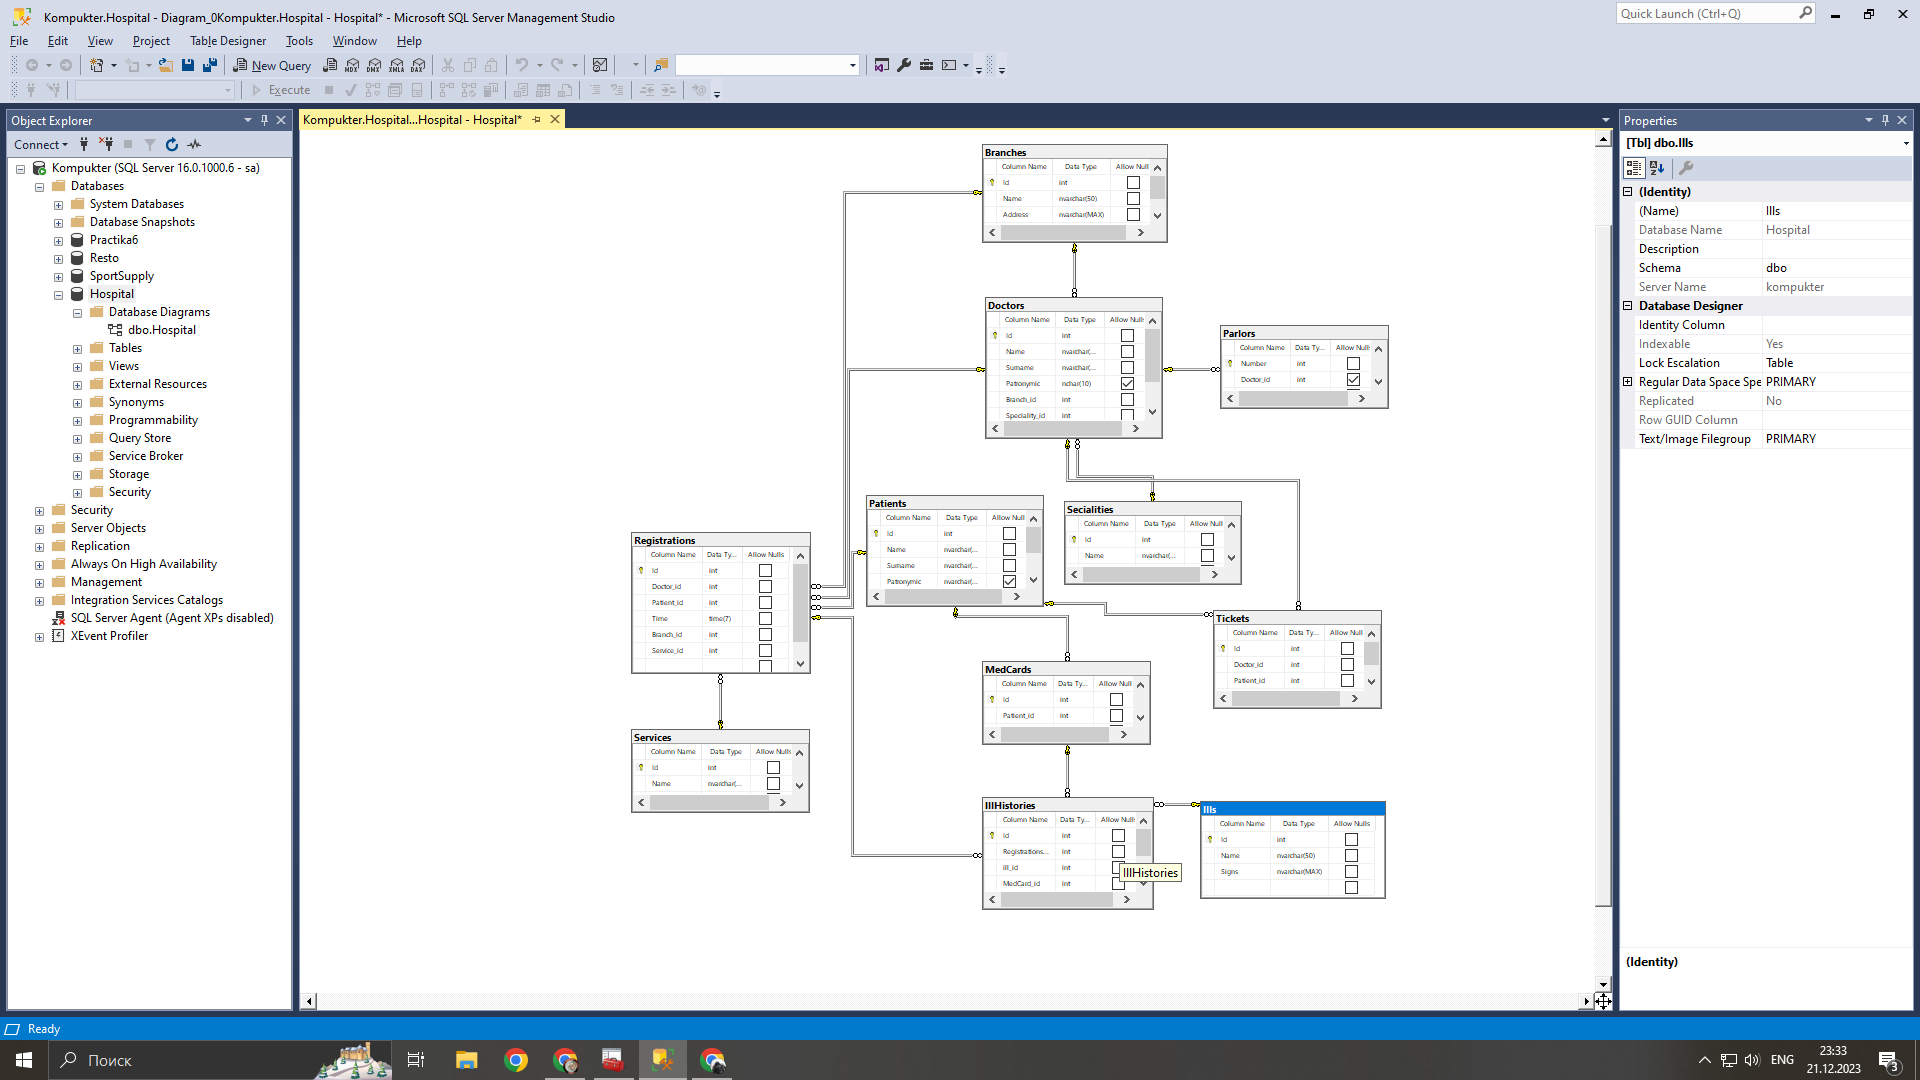 Kompukter.Hospital - Diagram_0Kompukter.Hospital - Hospital* - Microsoft SQL Server Management Studio
Quick Launch (Ctrl+Q)
File Edit View Project Table Designer Tools Window Help
New Query
Execute
Object Explorer
Connect
Kompukter (SQL Server 16.0.1000.6 - sa)
Databases
System Databases
Database Snapshots
Practika6
Resto
SportSupply
Hospital
Database Diagrams
dbo.Hospital
Tables
Views
External Resources
Synonyms
Programmability
Query Store
Service Broker
Storage
Security
Security
Server Objects
Replication
Always On High Availability
Management
Integration Services Catalogs
SQL Server Agent (Agent XPs disabled)
XEvent Profiler
Kompukter.Hospital...Hospital - Hospital*
Branches
Column Name Data Type Allow Null
Id int
Name nvarchar(50)
Address nvarchar(MAX)
Doctors
Column Name Data Type Allow Nulls
Id int
Name nvarchar(...
Surname nvarchar(...
Patronymic nchar(10)
Branch_id int
Speciality_id int
Parlors
Column Name Data Ty... Allow Nulls
Number int
Doctor_id int
Patients
Column Name Data Type Allow Null
Id int
Name nvarchar(...
Surname nvarchar(...
Patronymic nvarchar(...
Secialities
Column Name Data Type Allow Null
Id int
Name nvarchar(...
Registrations
Column Name Data Ty... Allow Nulls
Id int
Doctor_id int
Patient_id int
Time time(7)
Branch_id int
Service_id int
Tickets
Column Name Data Ty... Allow Null
Id int
Doctor_id int
Patient_id int
MedCards
Column Name Data Ty... Allow Null
Id int
Patient_id int
Services
Column Name Data Type Allow Nulls
Id int
Name nvarchar(...
IllHistories
Column Name Data Ty... Allow Nulls
Id int
Registrations... int
ill_id int
MedCard_id int
IllHistories
Ills
Column Name Data Type Allow Nulls
Id int
Name nvarchar(50)
Signs nvarchar(MAX)
Properties
[Tbl] dbo.Ills
(Identity)
(Name) Ills
Database Name Hospital
Description
Schema dbo
Server Name kompukter
Database Designer
Identity Column
Indexable Yes
Lock Escalation Table
Regular Data Space Spe PRIMARY
Replicated No
Row GUID Column
Text/Image Filegroup PRIMARY
(Identity)
Ready
Поиск
ENG
23:33
21.12.2023
3